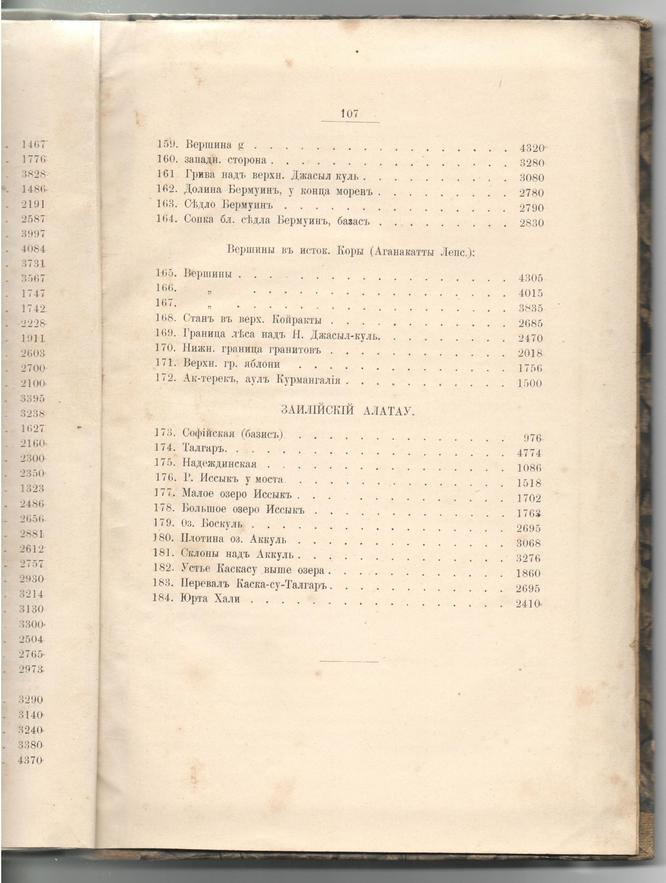 1467
1776
3828
1486
2191
2587
3997
4084
3731
3567
1747
1742
2228
1911
2603
2700
2100
3395
3238
1627
2160
2300
2350
1323
2486
2656
2881
2612
2757
2930
3214
3130
3300
2504
2765
2973
3290
3140
3240
3380
4370
107
159. Вершина g . . . 4320
160. западн. сторона . . . 3280
161 Грива надъ верхн. Джасыл куль . . . 3080
162. Долина Бермуинъ, у конца моренъ . . . 2780
163. Сѣдло Бермуинъ . . . 2790
164. Сопка бл. сѣдла Бермуинъ, базасъ . . . 2830
Вершины въ исток. Коры (Аганакатты Лепс.):
165. Вершины . . . 4305
166. „ . . . 4015
167. „ . . . 3835
168. Станъ въ верх. Койракты . . . 2685
169. Граница лѣса надъ Н. Джасыл-куль. . . . 2470
170. Нижн. граница гранитовъ . . . 2018
171. Верхн. гр. яблони . . . 1756
172. Ак-терекъ, аулъ Курмангалія . . . 1500
ЗАИЛІЙСКІЙ АЛАТАУ.
173. Софійская (базисъ) . . . 976
174. Талгаръ. . . . 4774
175. Надеждинская . . . 1086
176. Р. Иссыкъ у моста . . . 1518
177. Малое озеро Иссыкъ . . . 1702
178. Большое озеро Иссыкъ . . . 1763
179. Оз. Боскуль . . . 2695
180. Плотина оз. Аккуль . . . 3068
181. Склоны надъ Аккуль . . . 3276
182. Устье Каскасу выше озера . . . 1860
183. Перевалъ Каска-су-Талгаръ . . . 2695
184. Юрта Хали . . . 2410